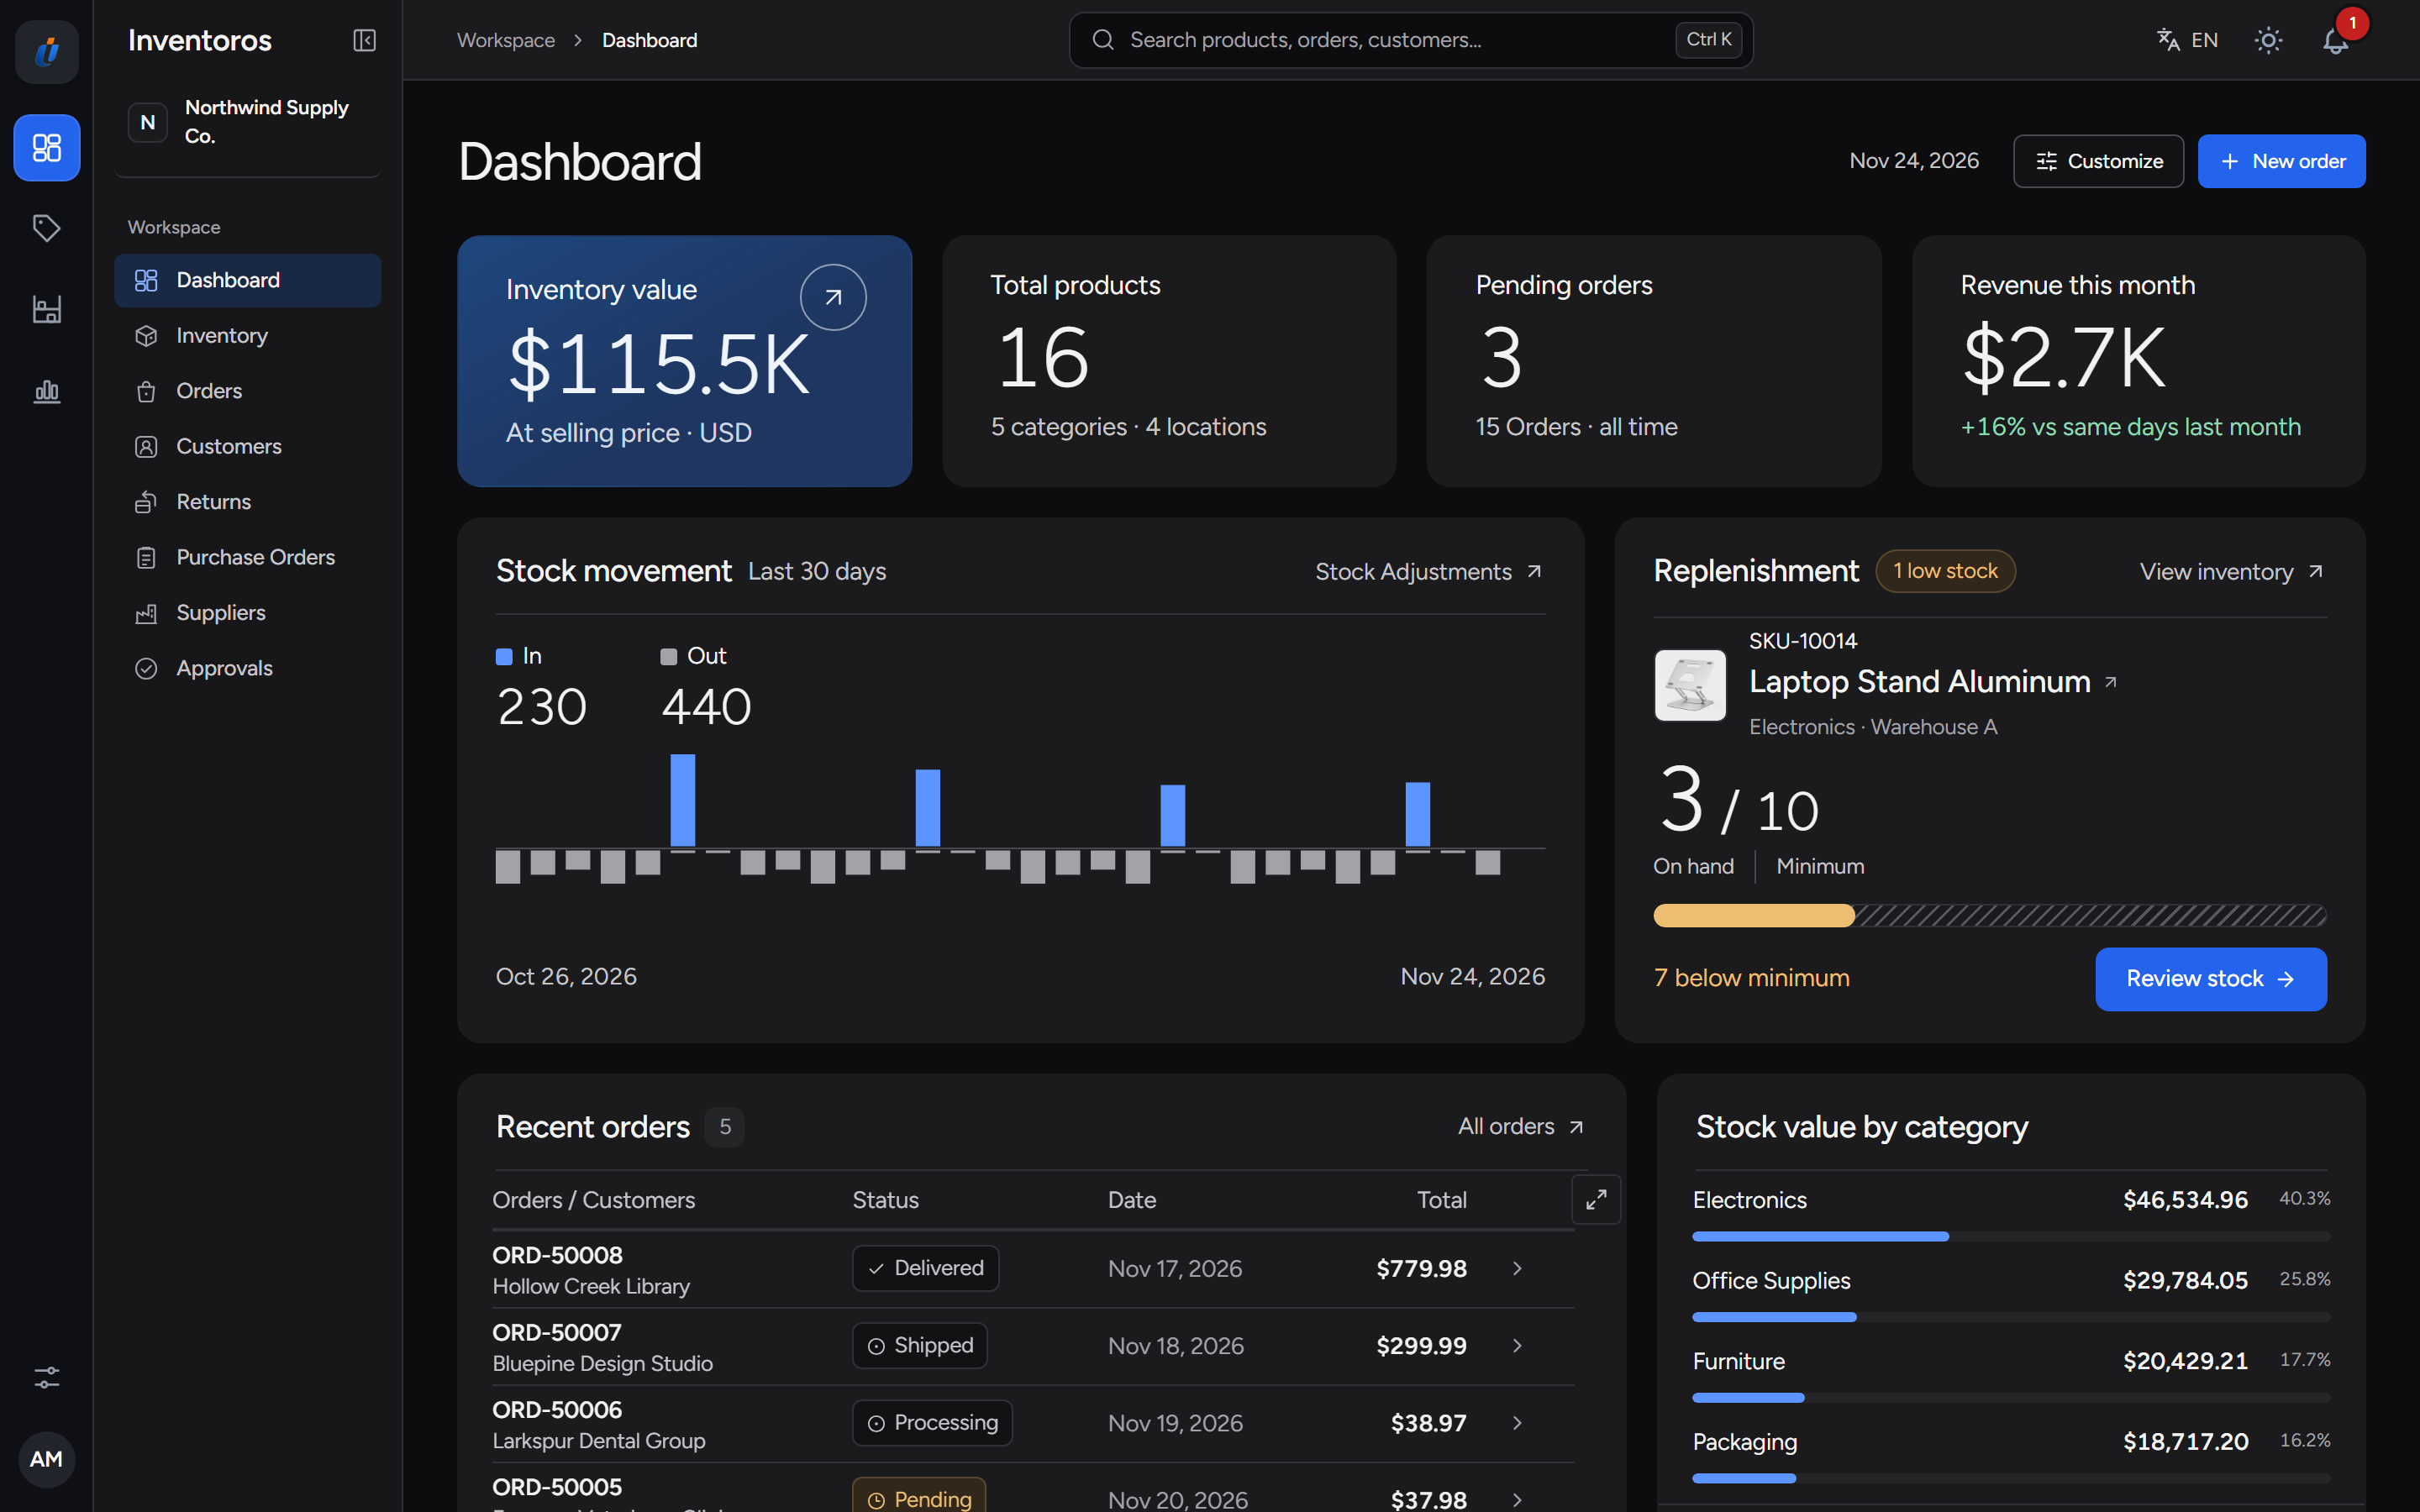 Inventoros
Northwind Supply
Co.
N
Workspace
Dashboard
Inventory
Orders
Customers
Returns
Purchase Orders
Suppliers
Approvals
AM
Workspace
Dashboard
Search products, orders, customers...
Ctrl K
EN
1
Dashboard
Nov 24, 2026
Customize
New order
Inventory value
$115.5K
At selling price · USD
Total products
16
5 categories · 4 locations
Pending orders
3
15 Orders · all time
Revenue this month
$2.7K
+16% vs same days last month
Stock movement Last 30 days
Stock Adjustments
In
230
Out
440
Oct 26, 2026
Nov 24, 2026
Replenishment
1 low stock
View inventory
SKU-10014
Laptop Stand Aluminum
Electronics · Warehouse A
3 / 10
On hand
Minimum
7 below minimum
Review stock
Recent orders 5
All orders
Orders / Customers Status Date Total
ORD-50008
Hollow Creek Library
Delivered
Nov 17, 2026
$779.98
ORD-50007
Bluepine Design Studio
Shipped
Nov 18, 2026
$299.99
ORD-50006
Larkspur Dental Group
Processing
Nov 19, 2026
$38.97
ORD-50005
Pending
Nov 20, 2026
$37.98
Stock value by category
Electronics $46,534.96 40.3%
Office Supplies $29,784.05 25.8%
Furniture $20,429.21 17.7%
Packaging $18,717.20 16.2%